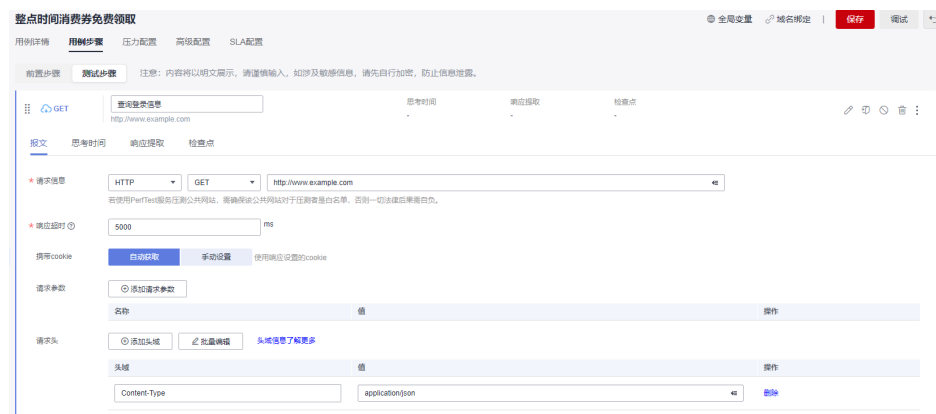 整点时间消费券免费领取
全局变量 域名绑定 | 保存 调试
用例详情 用例步骤 压力配置 高级配置 SLA配置
前置步骤 测试步骤 注意：内容将以明文展示，请谨慎输入，如涉及敏感信息，请先自行加密，防止信息泄露。
GET 查询登录信息 思考时间 响应提取 检查点
http://www.example.com - - -
报文 思考时间 响应提取 检查点
* 请求信息 HTTP GET http://www.example.com
若使用PerfTest服务压测公共网站，需确保该公共网站对于压测者是白名单，否则一切法律后果需自负。
* 响应超时 5000 ms
携带cookie 自动获取 手动设置 使用响应设置的cookie
请求参数 添加请求参数
名称 值 操作
请求头 添加头域 批量编辑 头域信息了解更多
头域 值 操作
Content-Type application/json 删除